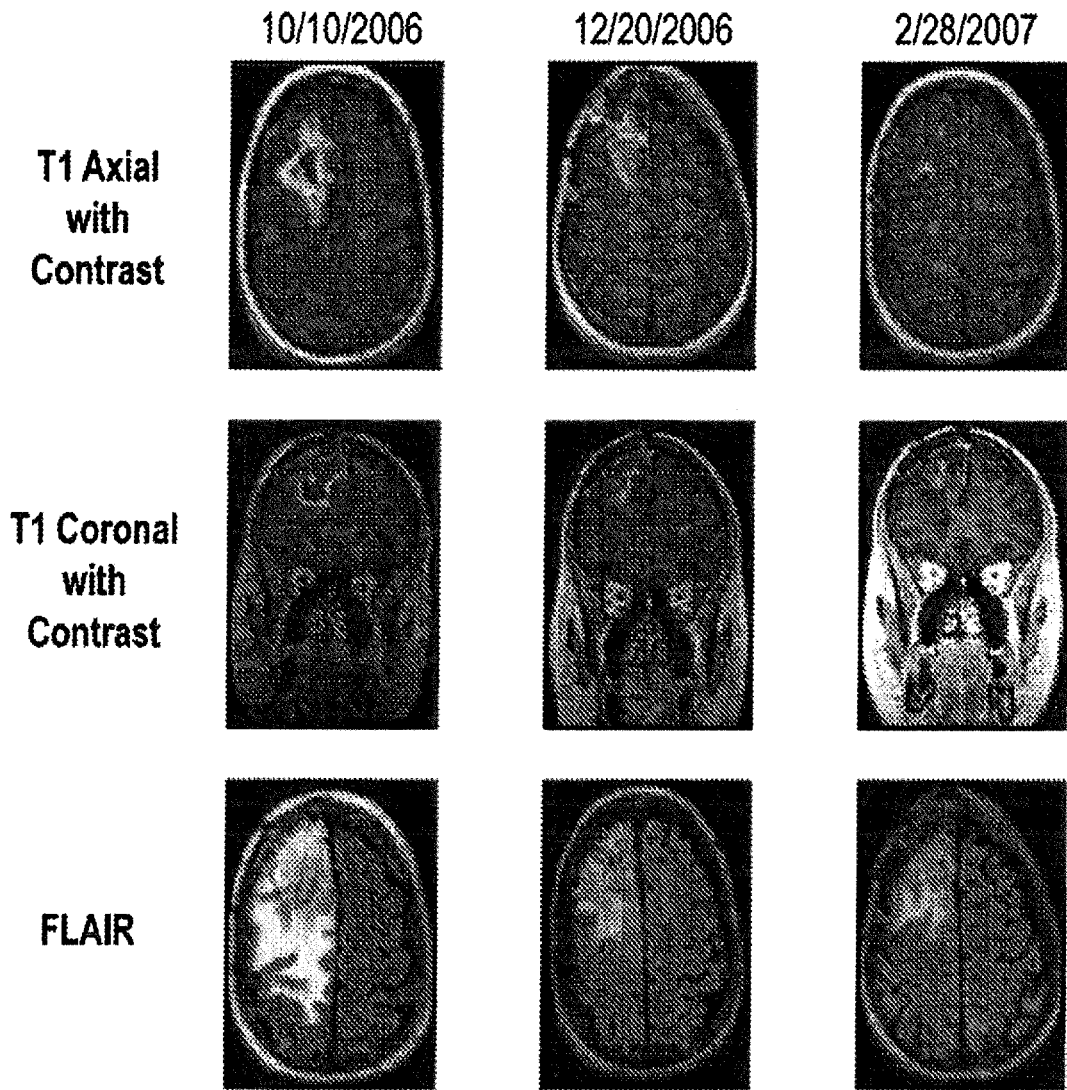 10/10/2006 12/20/2006 2/28/2007
T1 Axial
with
Contrast
T1 Coronal
with
Contrast
FLAIR